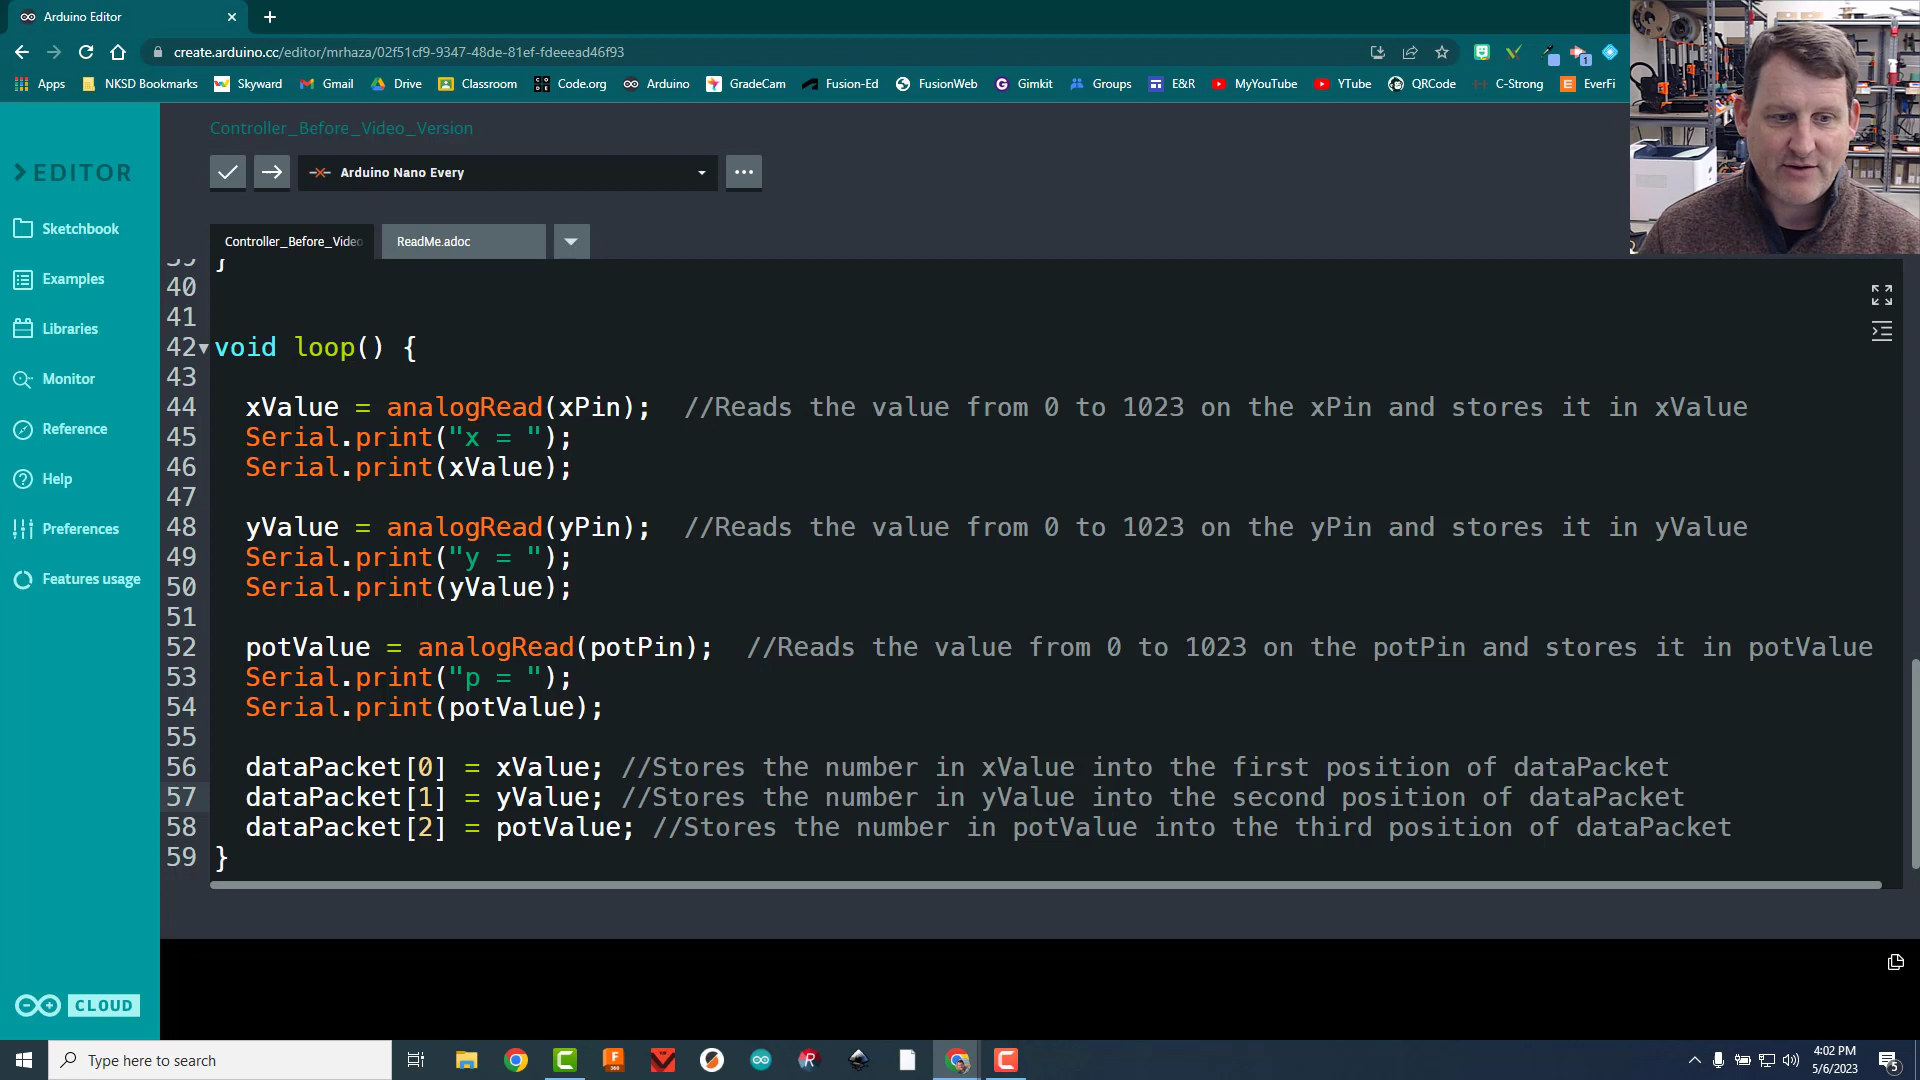 Arduino Editor
create.arduino.cc/editor/mrhaza/02f51cf9-9347-48de-81ef-fdeeead46f93
Apps NKSD Bookmarks Skyward Gmail Drive Classroom Code.org Arduino GradeCam Fusion-Ed FusionWeb Gimkit Groups E&R MyYouTube YTube QRCode C-Strong EverFi
Controller_Before_Video_Version
EDITOR
Arduino Nano Every
Sketchbook
Examples
Libraries
Monitor
Reference
Help
Preferences
Features usage
CLOUD
Controller_Before_Video ReadMe.adoc
39 }
40
41
42 void loop() {
43
44 xValue = analogRead(xPin); //Reads the value from 0 to 1023 on the xPin and stores it in xValue
45 Serial.print("x = ");
46 Serial.print(xValue);
47
48 yValue = analogRead(yPin); //Reads the value from 0 to 1023 on the yPin and stores it in yValue
49 Serial.print("y = ");
50 Serial.print(yValue);
51
52 potValue = analogRead(potPin); //Reads the value from 0 to 1023 on the potPin and stores it in potValue
53 Serial.print("p = ");
54 Serial.print(potValue);
55
56 dataPacket[0] = xValue; //Stores the number in xValue into the first position of dataPacket
57 dataPacket[1] = yValue; //Stores the number in yValue into the second position of dataPacket
58 dataPacket[2] = potValue; //Stores the number in potValue into the third position of dataPacket
59 }
Type here to search
4:02 PM
5/6/2023
5